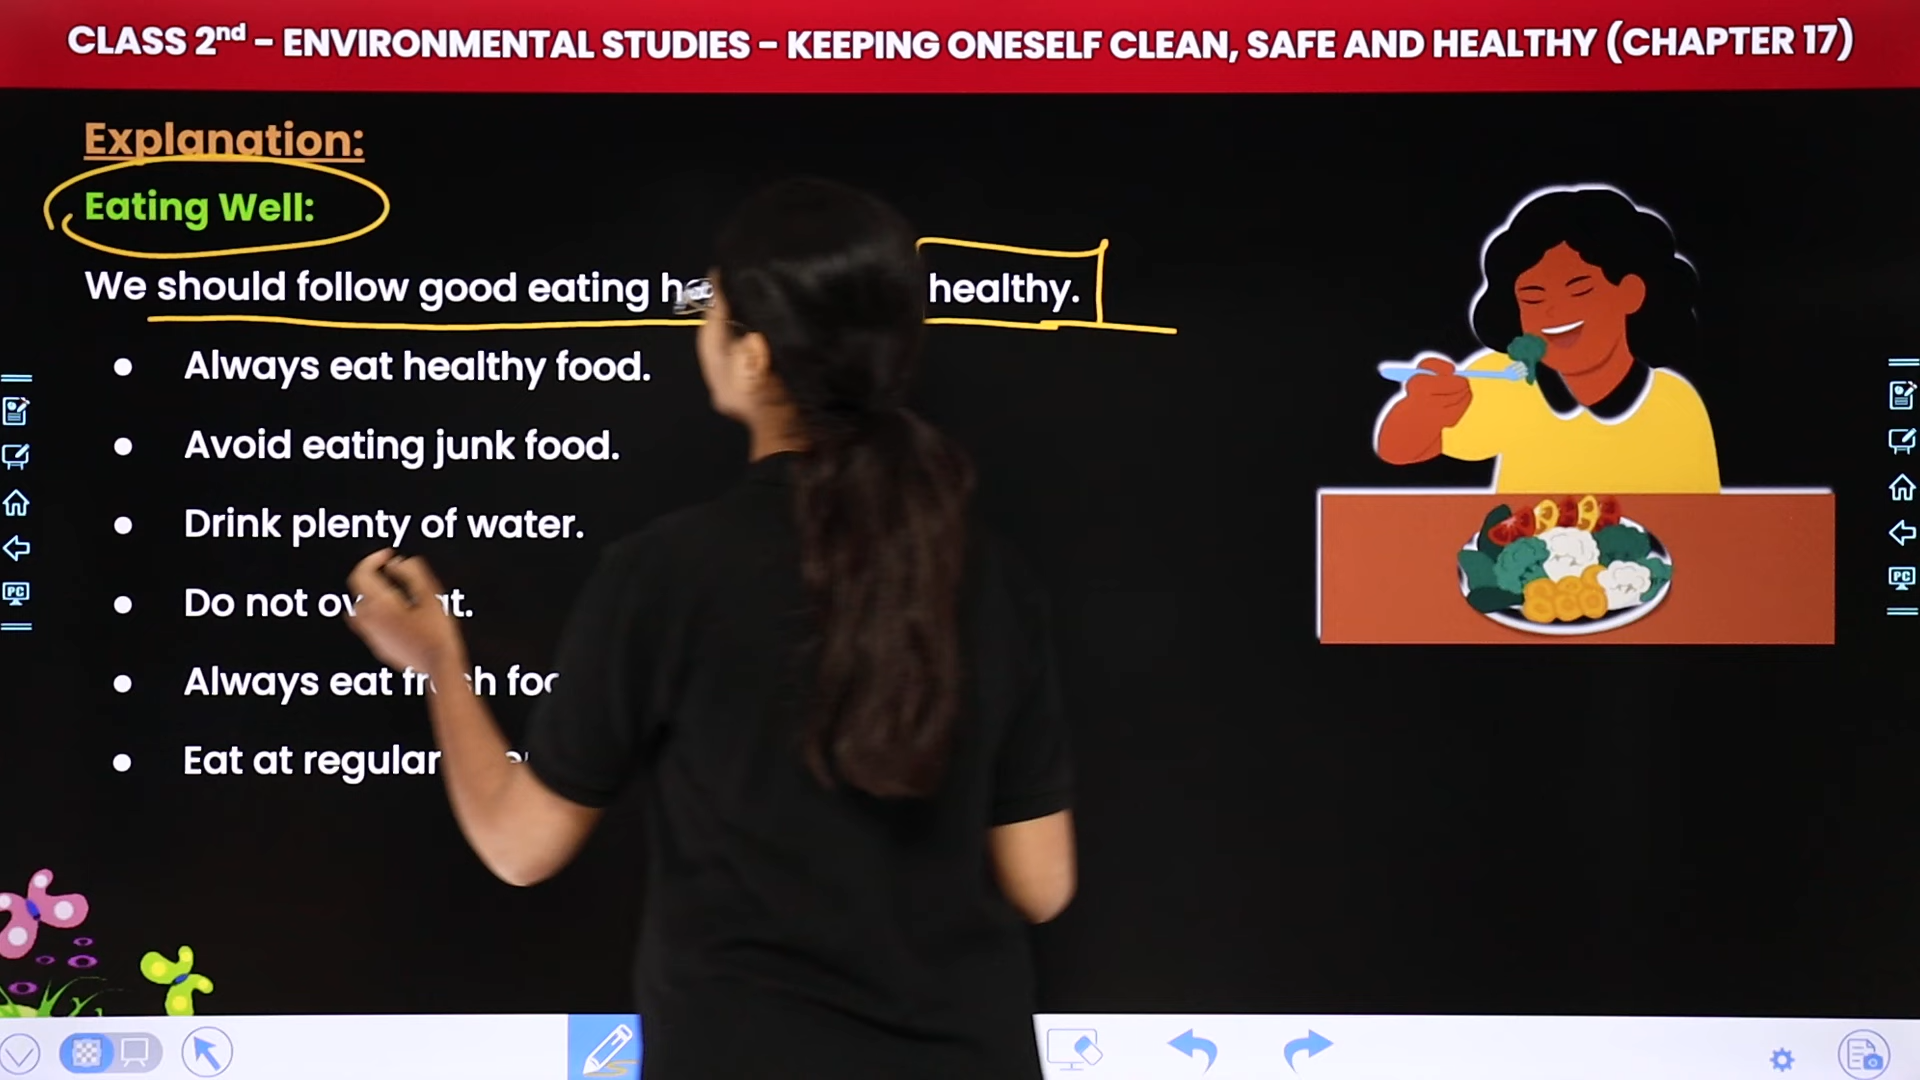 CLASS 2nd - ENVIRONMENTAL STUDIES - KEEPING ONESELF CLEAN, SAFE AND HEALTHY (CHAPTER 17)
Explanation:
Eating Well:
We should follow good eating healthy.
● Always eat healthy food.
● Avoid eating junk food.
● Drink plenty of water.
● Do not
● Always eat
● Eat at regular
PC
PC